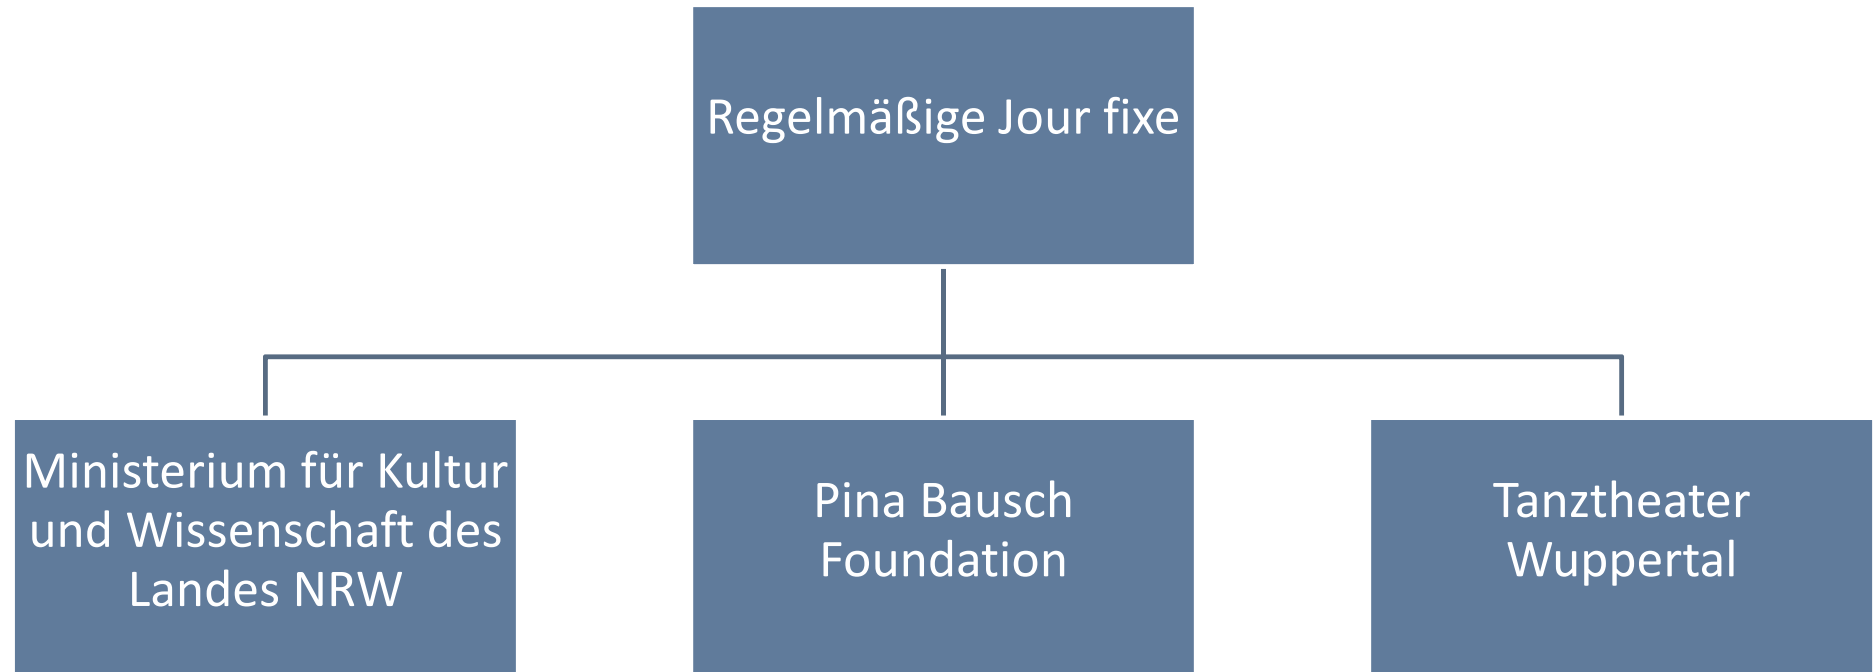 Regelmäßige Jour fixe
Ministerium für Kultur
und Wissenschaft des
Landes NRW
Pina Bausch
Foundation
Tanztheater
Wuppertal